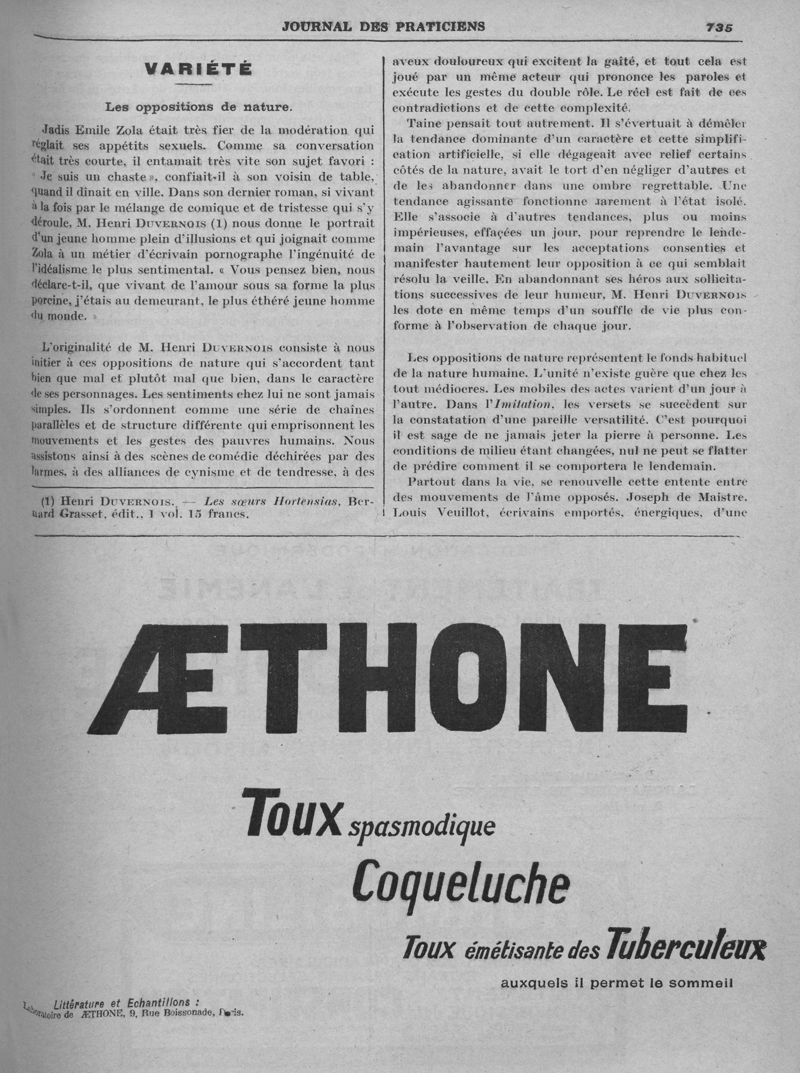 JOURNAL DES PRATICIENS 735
VARIÉTÉ
Les oppositions de nature.
Jadis Emile Zola était très fier de la modération qui
réglait ses appétits sexuels. Comme sa conversation
était très courte, il entamait très vite son sujet favori :
« Je suis un chaste », confiait-il à son voisin de table,
quand il dînait en ville. Dans son dernier roman, si vivant
à la fois par le mélange de comique et de tristesse qui s'y
déroule, M. Henri DUVERNOIS (1) nous donne le portrait
d'un jeune homme plein d'illusions et qui joignait comme
Zola à un métier d'écrivain pornographe l'ingénuité de
l'idéalisme le plus sentimental. « Vous pensez bien, nous
déclare-t-il, que vivant de l'amour sous sa forme la plus
porcine, j'étais au demeurant, le plus éthéré jeune homme
du monde. »
L'originalité de M. Henri DUVERNOIS consiste à nous
initier à ces oppositions de nature qui s'accordent tant
bien que mal et plutôt mal que bien, dans le caractère
de ses personnages. Les sentiments chez lui ne sont jamais
simples. Ils s'ordonnent comme une série de chaînes
parallèles et de structure différente qui emprisonnent les
mouvements et les gestes des pauvres humains. Nous
assistons ainsi à des scènes de comédie déchirées par des
larmes, à des alliances de cynisme et de tendresse, à des
(1) Henri DUVERNOIS. — Les sœurs Hortensias, Ber-
nard Grasset, édit., 1 vol. 15 francs.
aveux douloureux qui excitent la gaîté, et tout cela est
joué par un même acteur qui prononce les paroles et
exécute les gestes du double rôle. Le réel est fait de ces
contradictions et de cette complexité.
Taine pensait tout autrement. Il s'évertuait à démêler
la tendance dominante d'un caractère et cette simplifi-
cation artificielle, si elle dégageait avec relief certains
côtés de la nature, avait le tort d'en négliger d'autres et
de les abandonner dans une ombre regrettable. Une
tendance agissante fonctionne rarement à l'état isolé.
Elle s'associe à d'autres tendances, plus ou moins
impérieuses, effaçées un jour, pour reprendre le lende-
main l'avantage sur les acceptations consenties et
manifester hautement leur opposition à ce qui semblait
résolu la veille. En abandonnant ses héros aux sollicita-
tions successives de leur humeur, M. Henri DUVERNOIS
les dote en même temps d'un souffle de vie plus con-
forme à l'observation de chaque jour.
Les oppositions de nature représentent le fonds habituel
de la nature humaine. L'unité n'existe guère que chez les
tout médiocres. Les mobiles des actes varient d'un jour à
l'autre. Dans l'Imitation, les versets se succèdent sur
la constatation d'une pareille versatilité. C'est pourquoi
il est sage de ne jamais jeter la pierre à personne. Les
conditions de milieu étant changées, nul ne peut se flatter
de prédire comment il se comportera le lendemain.
Partout dans la vie, se renouvelle cette entente entre
des mouvements de l'âme opposés. Joseph de Maistre,
Louis Veuillot, écrivains emportés, énergiques, d'une
ÆTHONE
Toux spasmodique
Coqueluche
Toux émétisante des Tuberculeux
auxquels il permet le sommeil
Littérature et Echantillons :
Laboratoire de ÆTHONE, 9, Rue Boissonade, Paris.